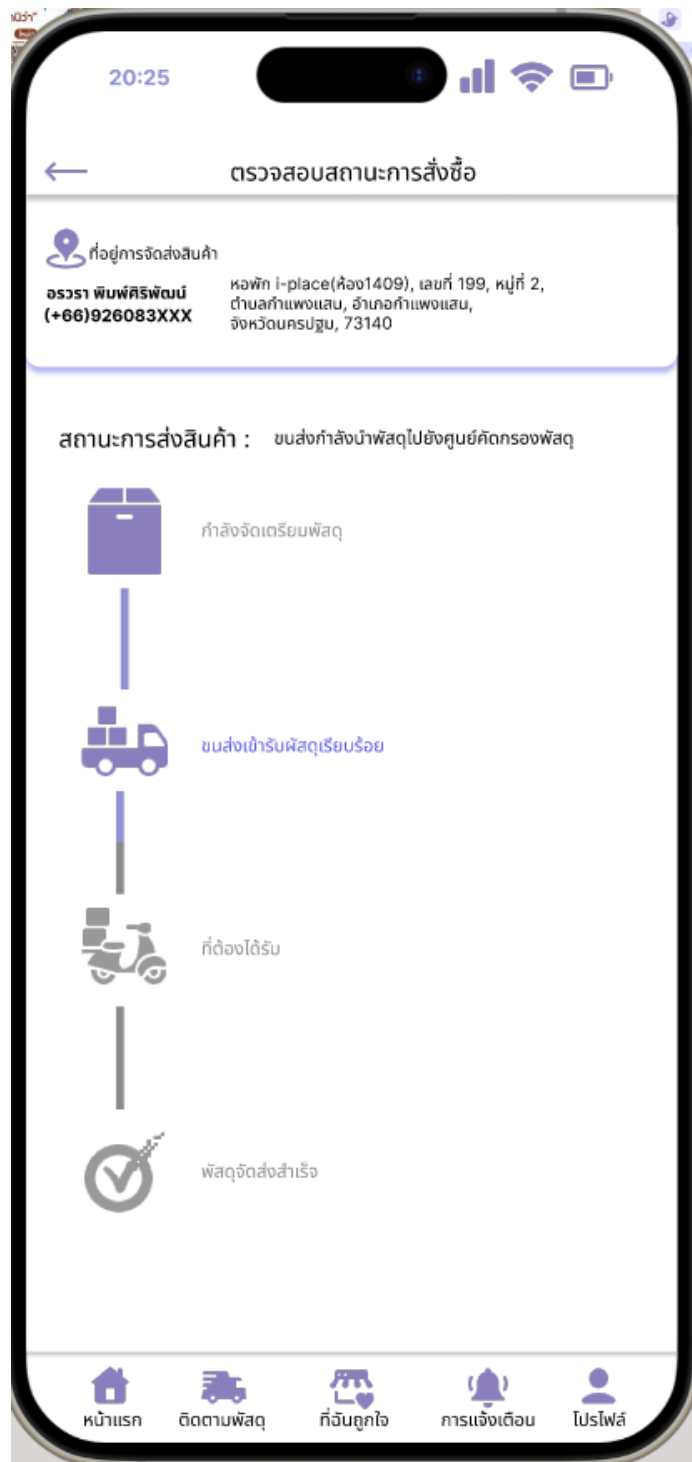 20:25
ตรวจสอบสถานะการสั่งซื้อ
ที่อยู่การจัดส่งสินค้า
อรวรา พิมพ์ศิริพัฒน์
(+66)926083XXX
หอพัก i-place(ห้อง1409), เลขที่ 199, หมู่ที่ 2,
ตำบลกำแพงแสน, อำเภอกำแพงแสน,
จังหวัดนครปฐม, 73140
สถานะการส่งสินค้า : ขนส่งกำลังนำพัสดุไปยังศูนย์คัดกรองพัสดุ
กำลังจัดเตรียมพัสดุ
ขนส่งเข้ารับผัสดุเรียบร้อย
ที่ต้องได้รับ
พัสดุจัดส่งสำเร็จ
หน้าแรก ติดตามพัสดุ ที่ฉันถูกใจ การแจ้งเตือน โปรไฟล์